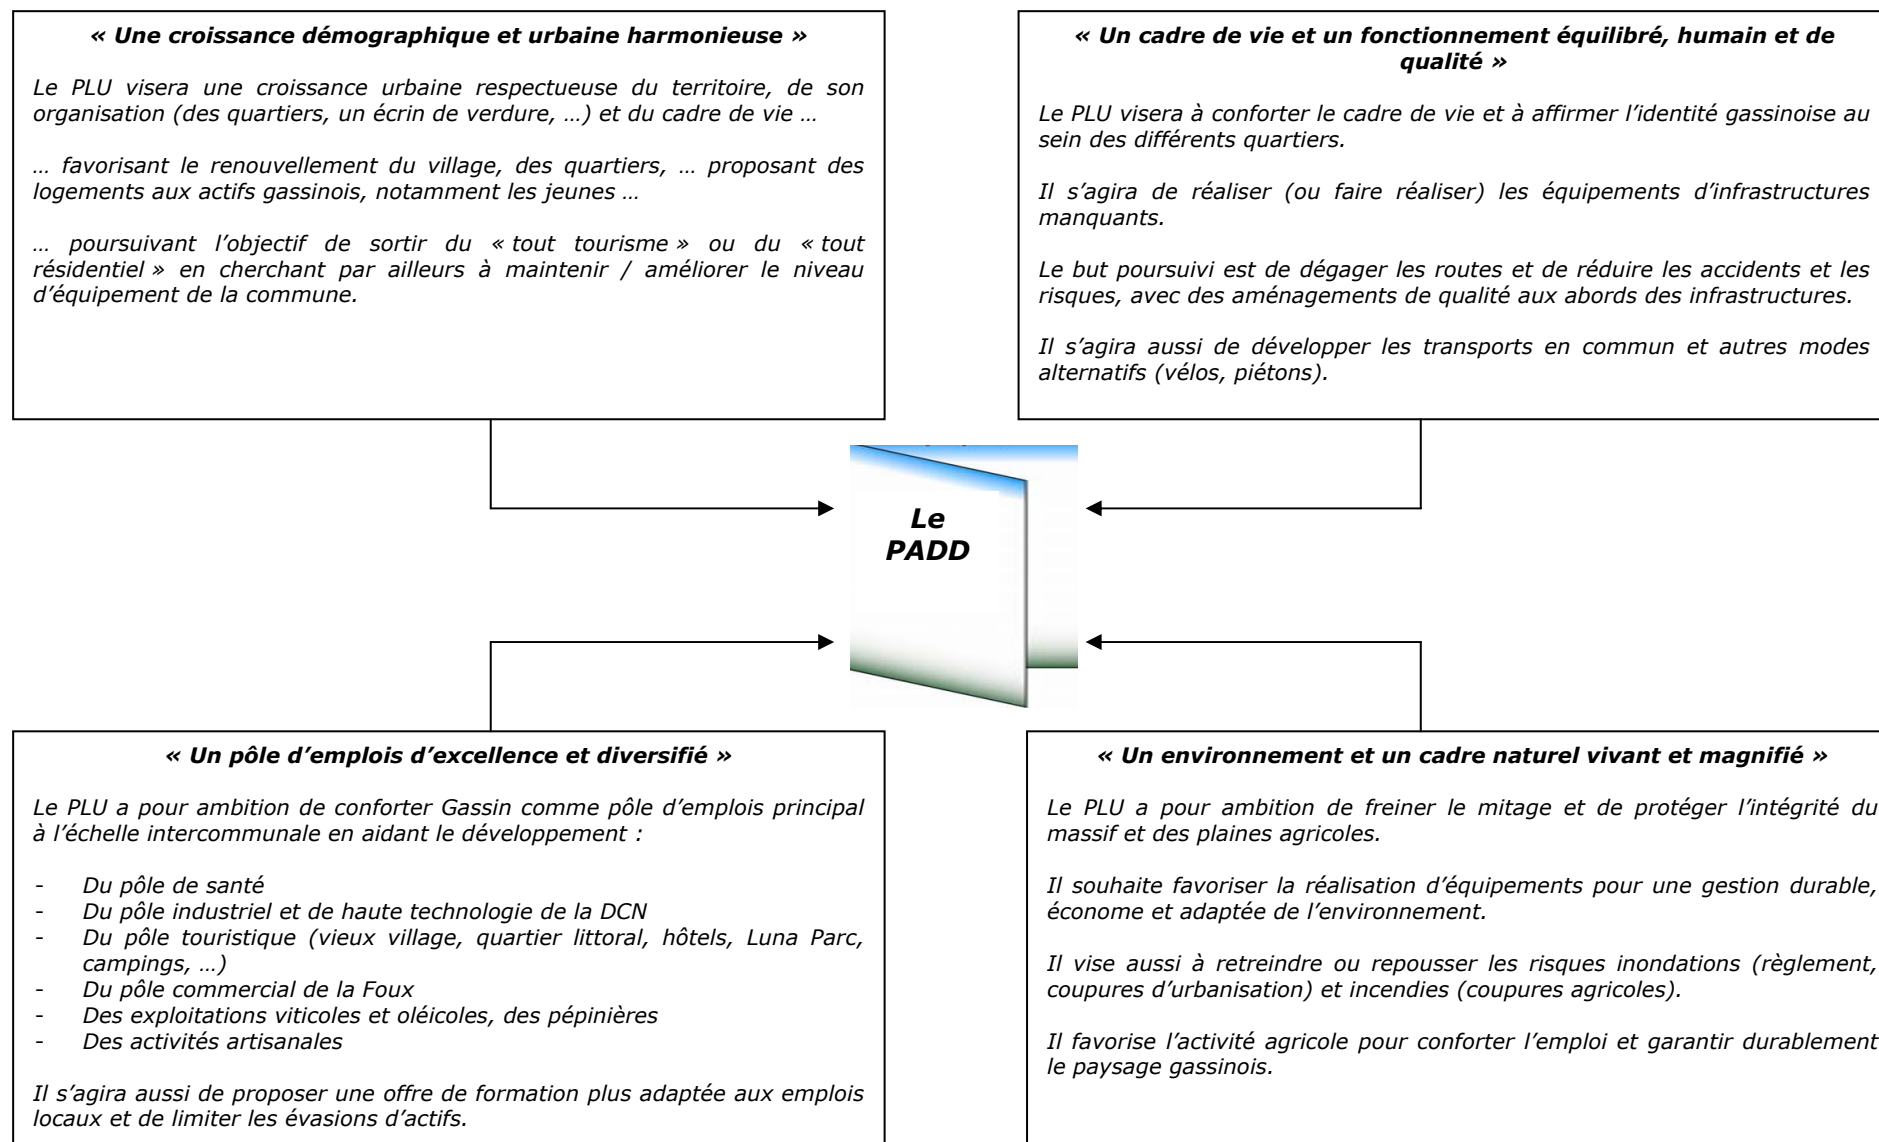 « Une croissance démographique et urbaine harmonieuse »
Le PLU visera une croissance urbaine respectueuse du territoire, de son
organisation (des quartiers, un écrin de verdure, …) et du cadre de vie …
… favorisant le renouvellement du village, des quartiers, … proposant des
logements aux actifs gassinois, notamment les jeunes …
… poursuivant l’objectif de sortir du « tout tourisme » ou du « tout
résidentiel » en cherchant par ailleurs à maintenir / améliorer le niveau
d’équipement de la commune.
« Un cadre de vie et un fonctionnement équilibré, humain et de
qualité »
Le PLU visera à conforter le cadre de vie et à affirmer l’identité gassinoise au
sein des différents quartiers.
Il s’agira de réaliser (ou faire réaliser) les équipements d’infrastructures
manquants.
Le but poursuivi est de dégager les routes et de réduire les accidents et les
risques, avec des aménagements de qualité aux abords des infrastructures.
Il s’agira aussi de développer les transports en commun et autres modes
alternatifs (vélos, piétons).
Le
PADD
« Un pôle d’emplois d’excellence et diversifié »
Le PLU a pour ambition de conforter Gassin comme pôle d’emplois principal
à l’échelle intercommunale en aidant le développement :
- Du pôle de santé
- Du pôle industriel et de haute technologie de la DCN
- Du pôle touristique (vieux village, quartier littoral, hôtels, Luna Parc,
campings, …)
- Du pôle commercial de la Foux
- Des exploitations viticoles et oléicoles, des pépinières
- Des activités artisanales
Il s’agira aussi de proposer une offre de formation plus adaptée aux emplois
locaux et de limiter les évasions d’actifs.
« Un environnement et un cadre naturel vivant et magnifié »
Le PLU a pour ambition de freiner le mitage et de protéger l’intégrité du
massif et des plaines agricoles.
Il souhaite favoriser la réalisation d’équipements pour une gestion durable,
économe et adaptée de l’environnement.
Il vise aussi à retreindre ou repousser les risques inondations (règlement,
coupures d’urbanisation) et incendies (coupures agricoles).
Il favorise l’activité agricole pour conforter l’emploi et garantir durablement
le paysage gassinois.